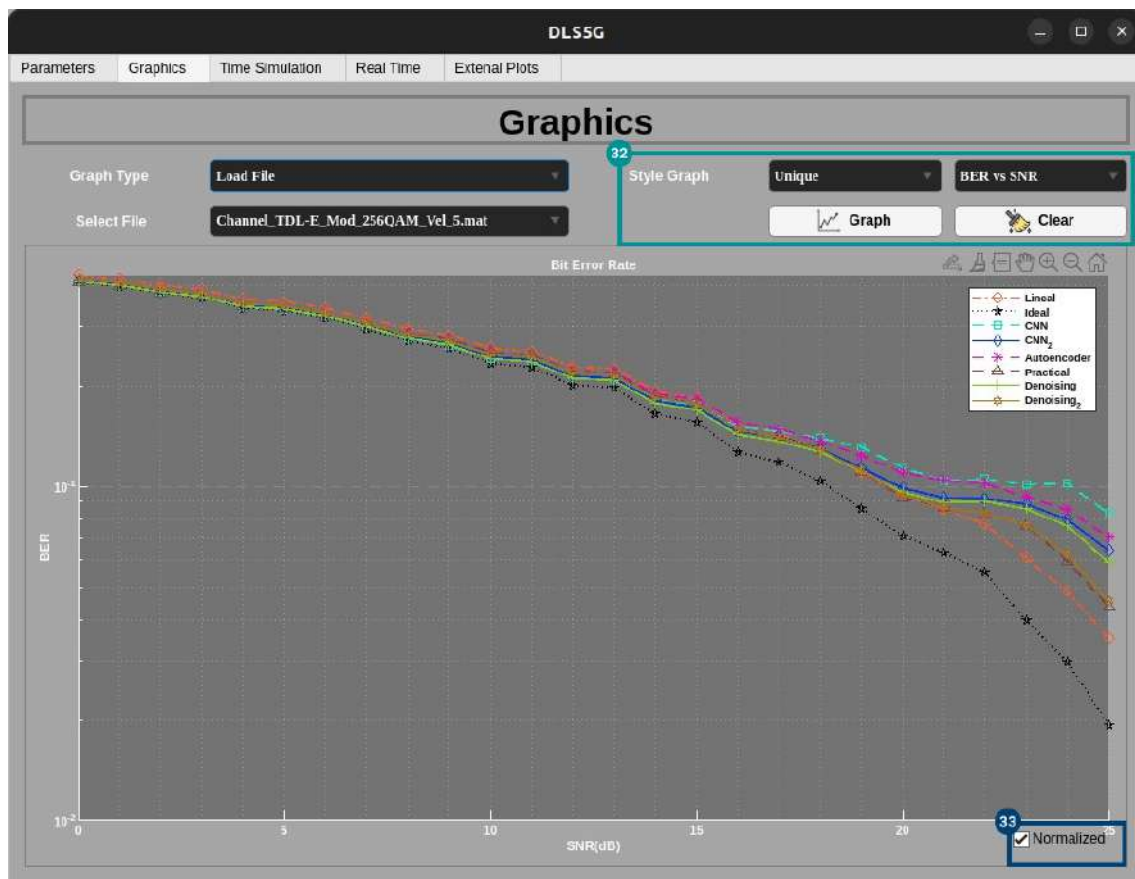 DLS5G
Parameters Graphics Time Simulation Real Time Extenal Plots
Graphics
32
Graph Type Load File Style Graph Unique BER vs SNR
Select File Channel_TDL-E_Mod_256QAM_Vel_5.mat Graph Clear
Bit Error Rate
Lineal
Ideal
CNN
CNN₂
Autoencoder
Practical
Denoising
Denoising₂
10⁻¹
BER
10⁻²
0 5 10 15 20 25
SNR(dB)
33
Normalized